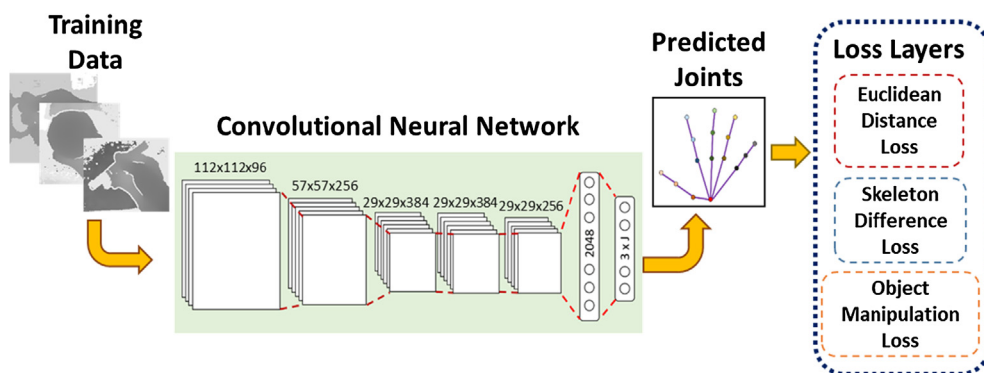 Training
Data
Convolutional Neural Network
112x112x96
57x57x256
29x29x384
29x29x384
29x29x256
2048
3 x J
Predicted
Joints
Loss Layers
Euclidean
Distance
Loss
Skeleton
Difference
Loss
Object
Manipulation
Loss